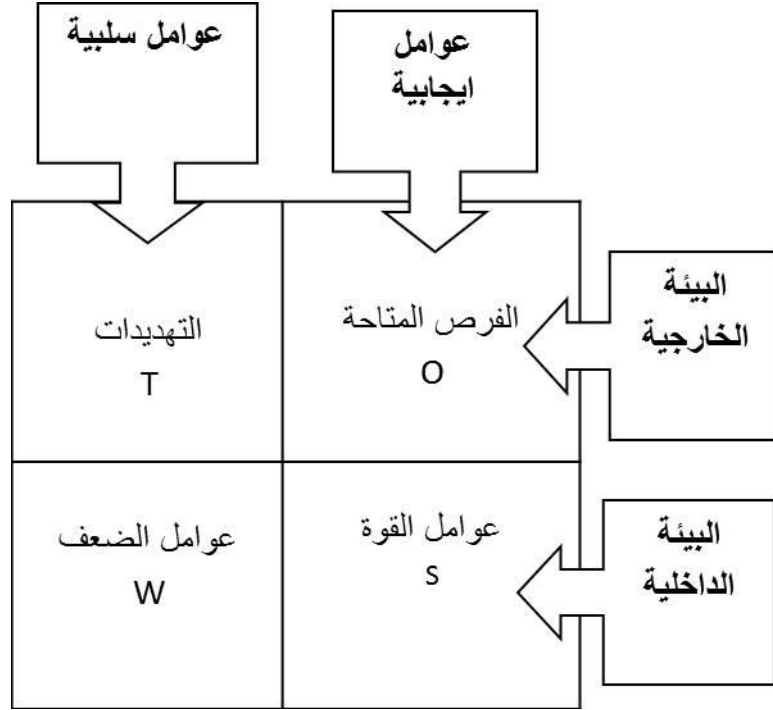 عوامل
ايجابية
عوامل سلبية
البيئة
الخارجية
الفرص المتاحة
O
التهديدات
T
البيئة
الداخلية
عوامل القوة
S
عوامل الضعف
W